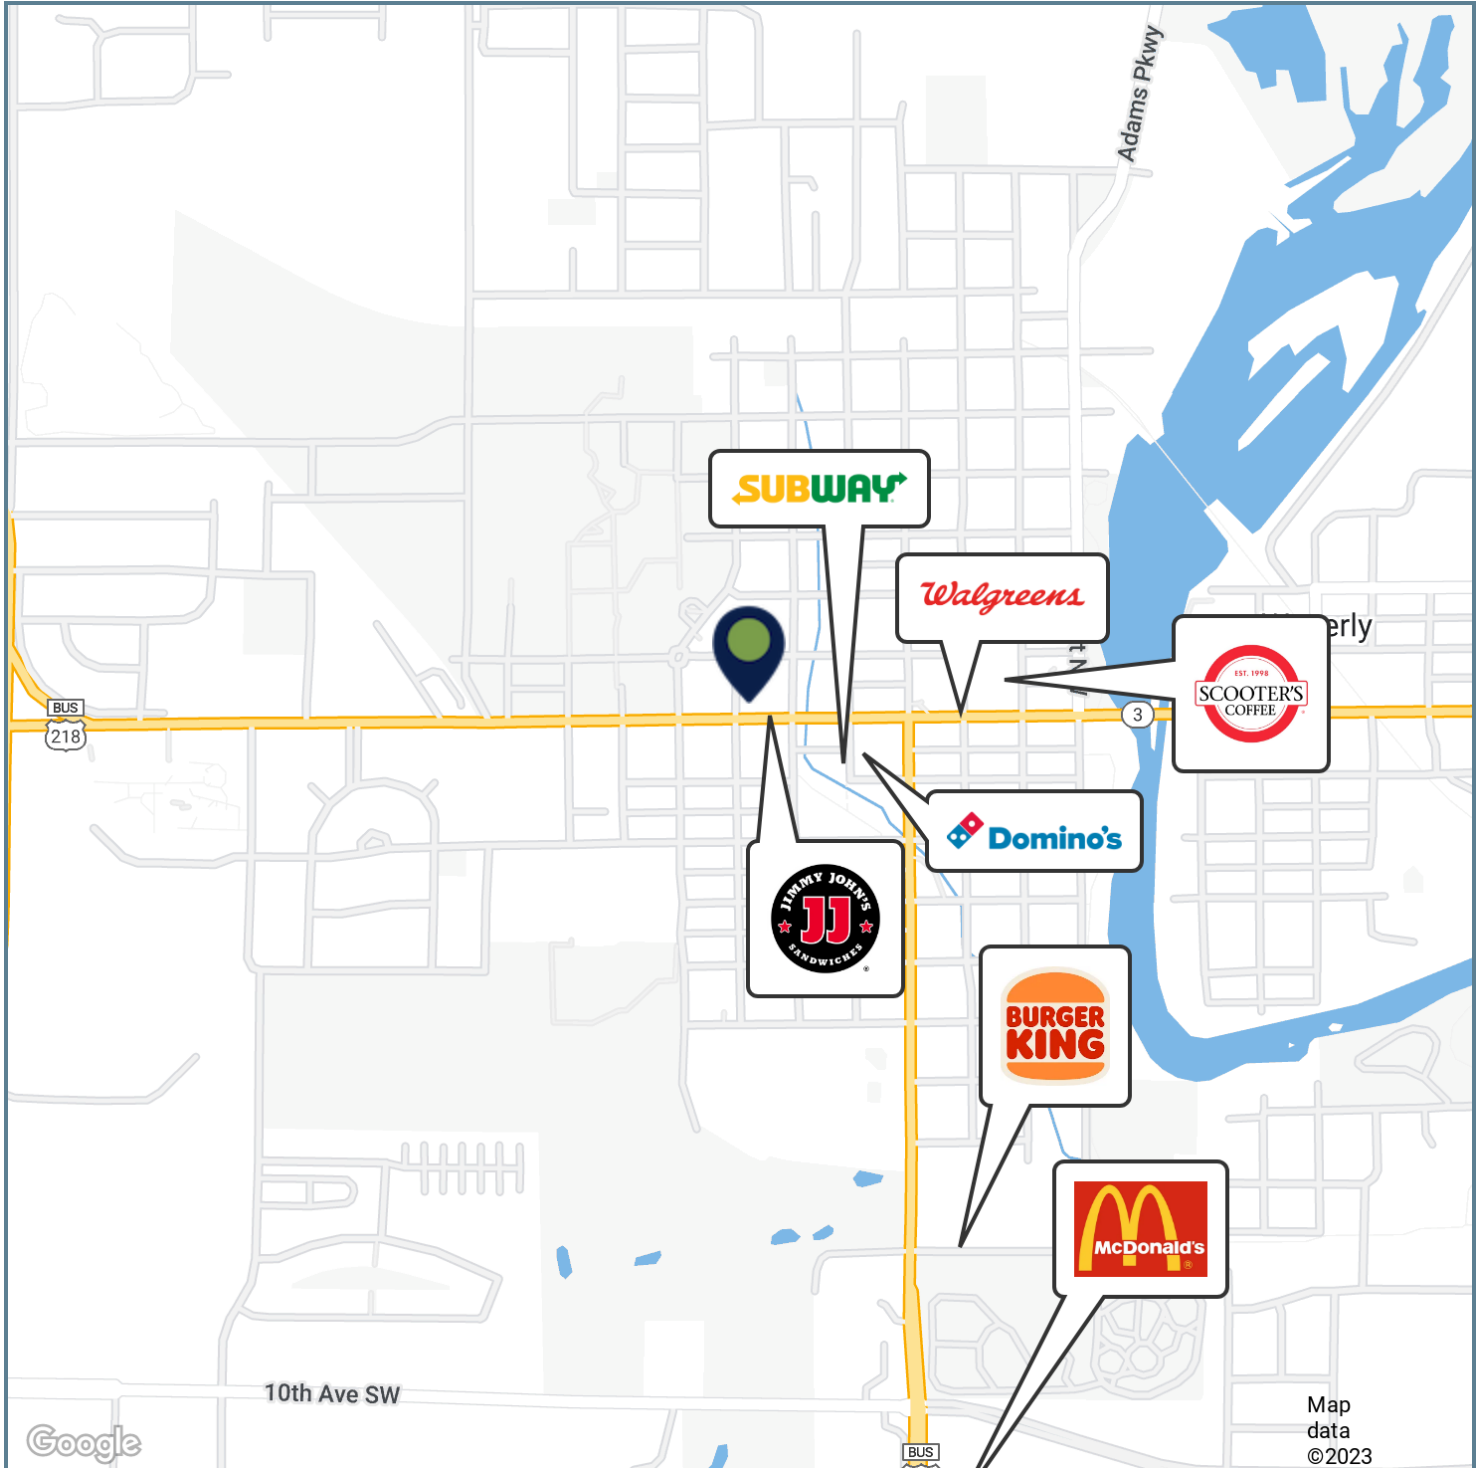 Adams Pkwy
SUBWAY
Walgreens
erly
EST. 1998
SCOOTER'S
COFFEE
BUS
218
3
Domino's
JIMMY JOHN'S
JJ
SANDWICHES
BURGER
KING
McDonald's
10th Ave SW
Map
data
©2023
Google
BUS